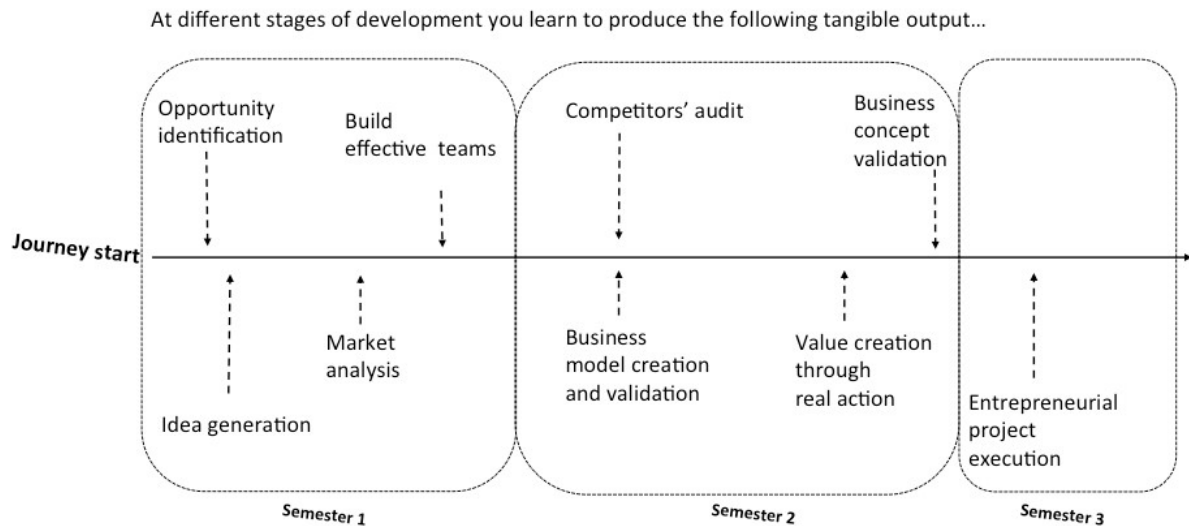 At different stages of development you learn to produce the following tangible output...
Opportunity
identification
Build
effective teams
Competitors’ audit
Business
concept
validation
Journey start
Market
analysis
Idea generation
Business
model creation
and validation
Value creation
through
real action
Entrepreneurial
project
execution
Semester 1
Semester 2
Semester 3